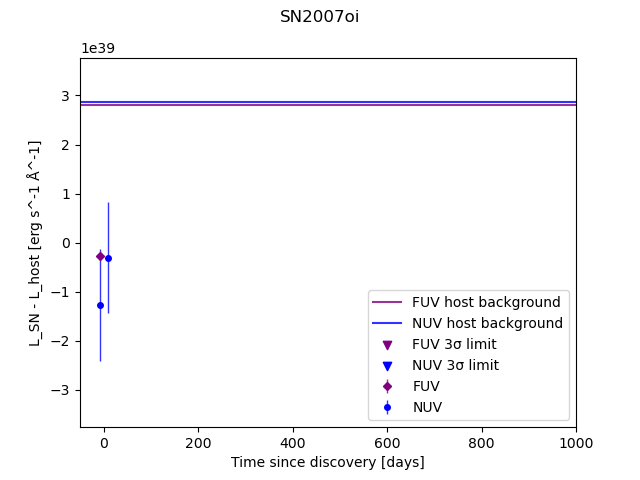 SN2007oi
1e39
L_SN - L_host [erg s^-1 Å^-1]
3
2
1
0
−1
−2
−3
FUV host background
NUV host background
FUV 3σ limit
NUV 3σ limit
FUV
NUV
0 200 400 600 800 1000
Time since discovery [days]